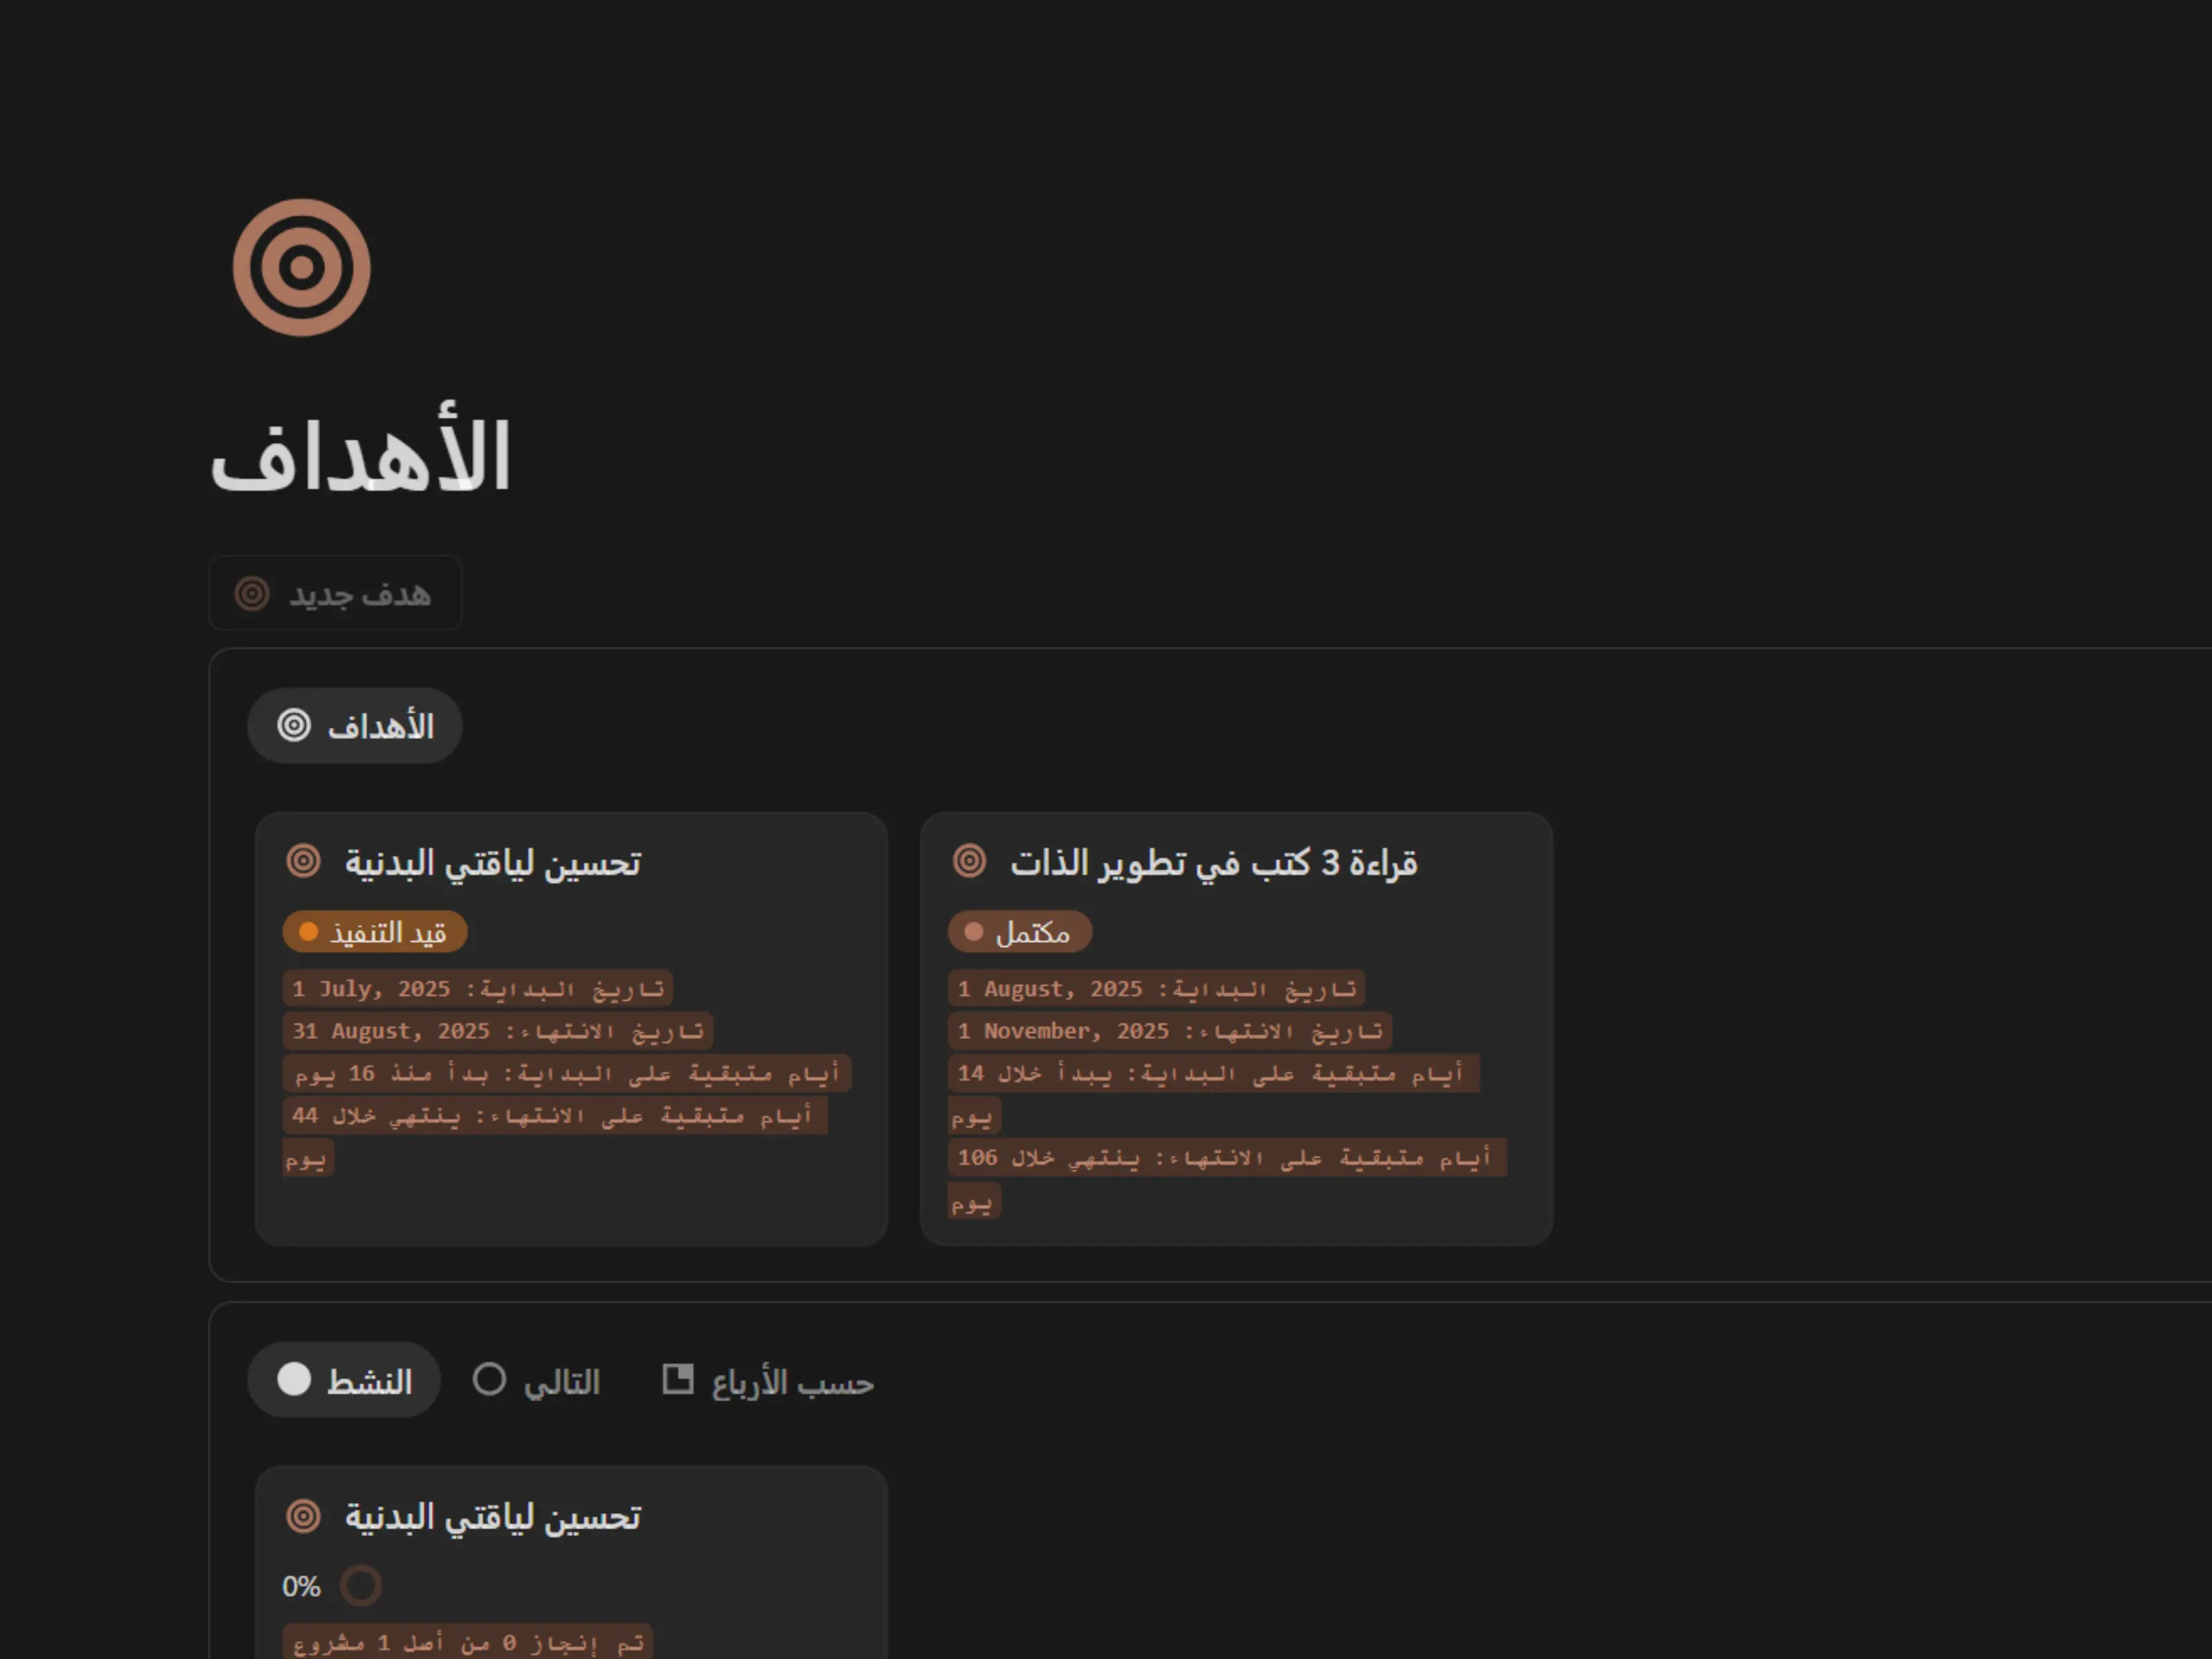 الأهداف
هدف جديد
الأهداف
تحسين لياقتي البدنية
قيد التنفيذ
تاريخ البداية: 1 July, 2025
تاريخ الانتهاء: 31 August, 2025
أيام متبقية على البداية: بدأ منذ 16 يوم
أيام متبقية على الانتهاء: ينتهي خلال 44
يوم
قراءة 3 كتب في تطوير الذات
مكتمل
تاريخ البداية: 1 August, 2025
تاريخ الانتهاء: 1 November, 2025
أيام متبقية على البداية: يبدأ خلال 14
يوم
أيام متبقية على الانتهاء: ينتهي خلال 106
يوم
النشط
التالي
حسب الأرباع
تحسين لياقتي البدنية
0%
تم إنجاز 0 من أصل 1 مشروع